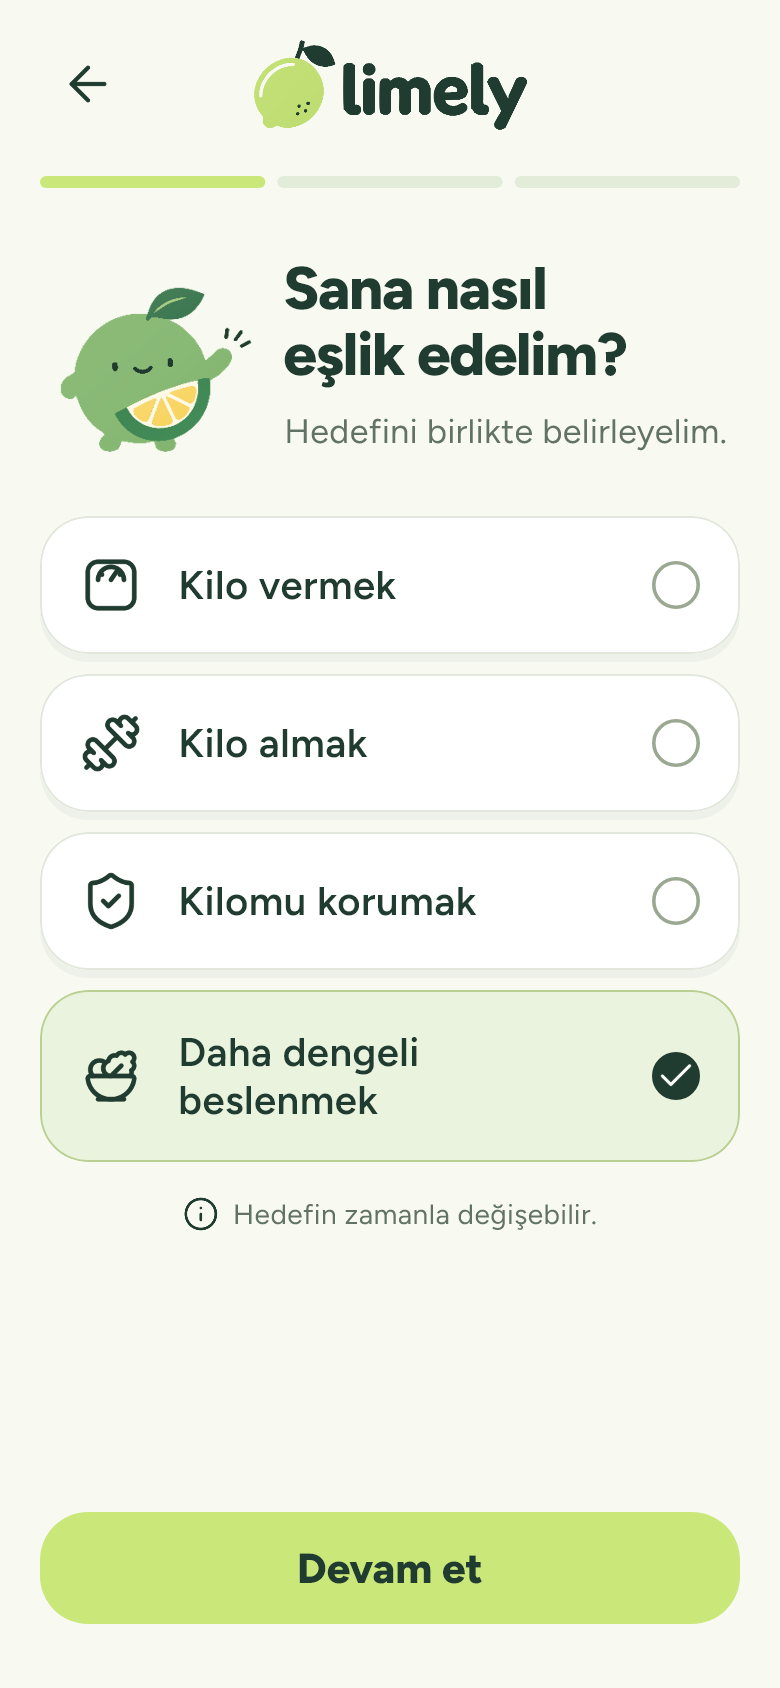 limely
Sana nasıl
eşlik edelim?
Hedefini birlikte belirleyelim.
Kilo vermek
Kilo almak
Kilomu korumak
Daha dengeli
beslenmek
Hedefin zamanla değişebilir.
Devam et